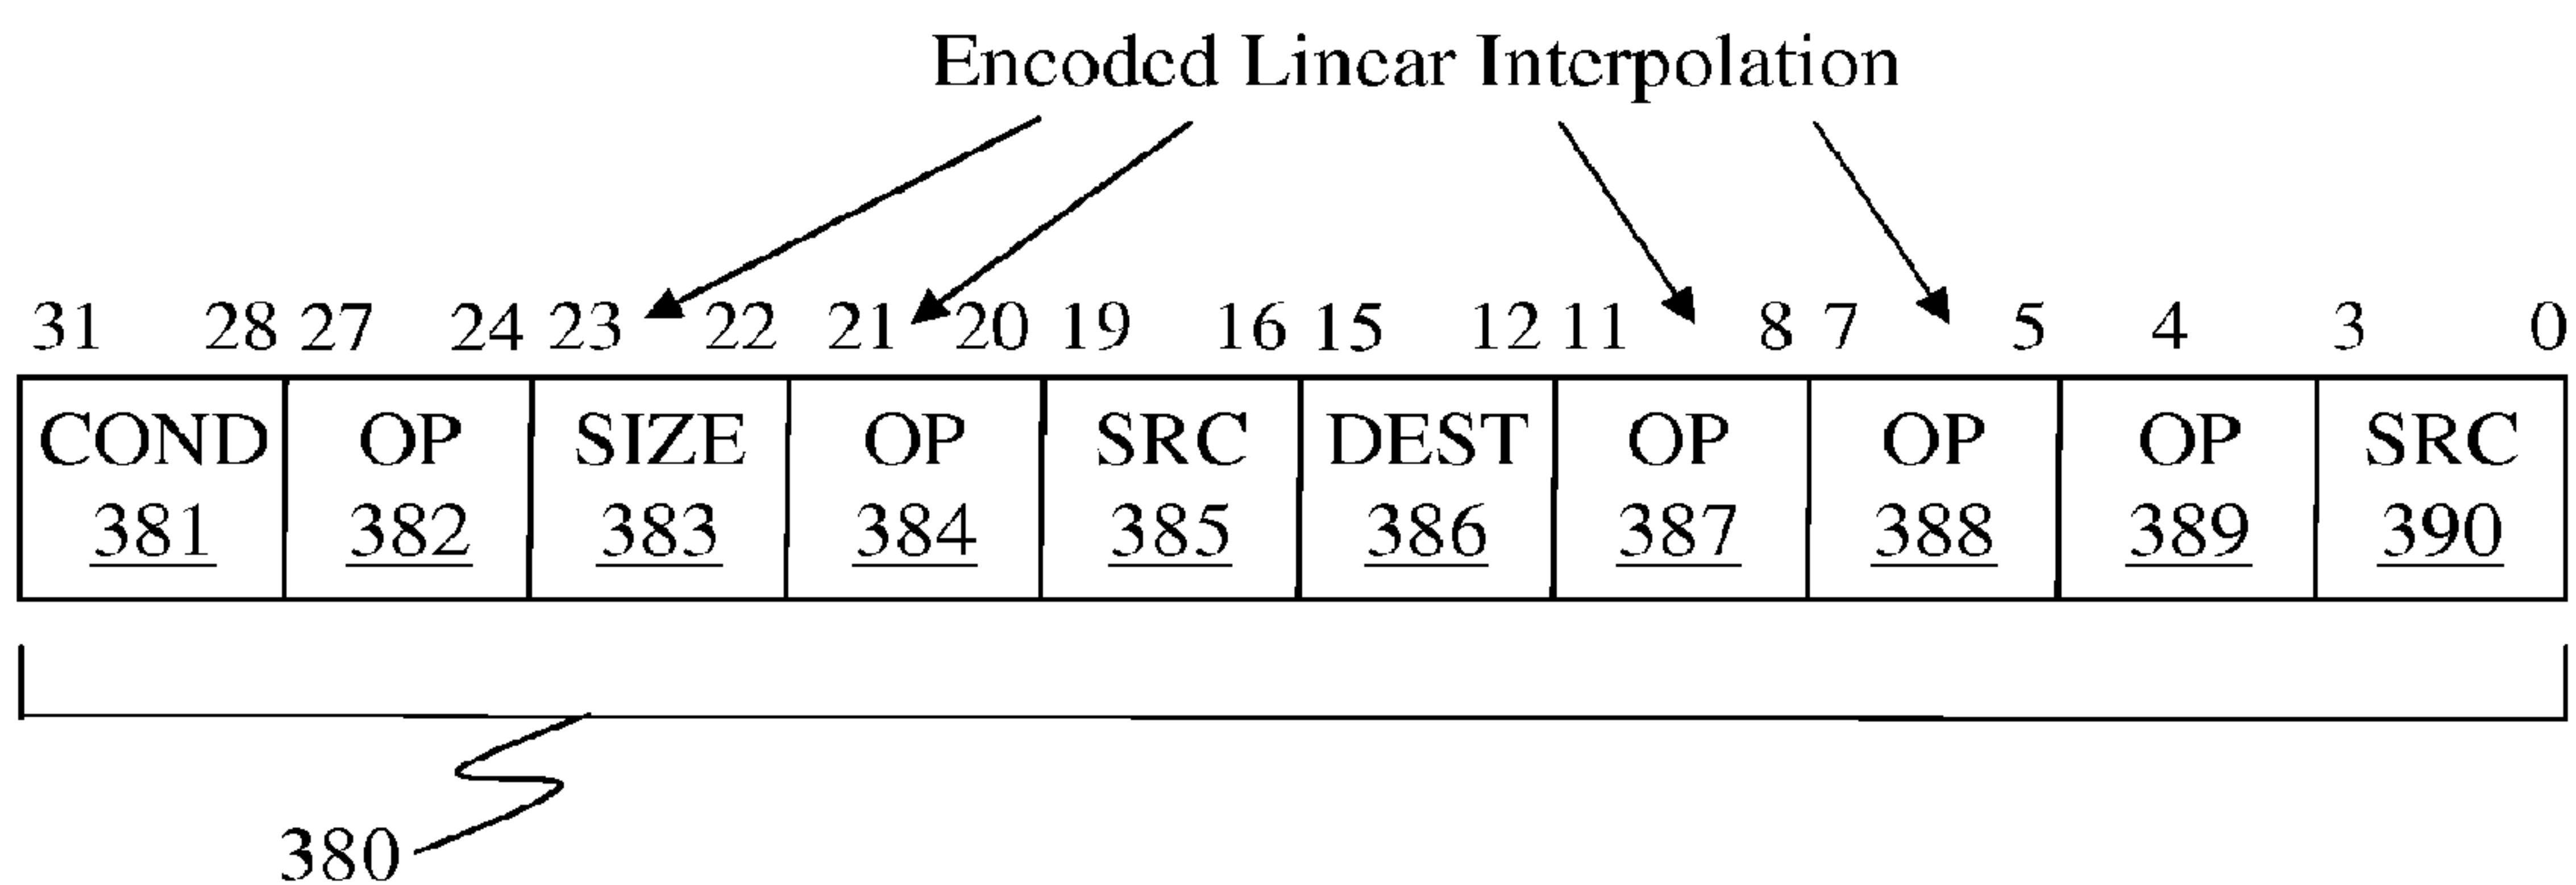 Encoded Linear Interpolation
31 28 27 24 23 22 21 20 19 16 15 12 11 8 7 5 4 3 0
COND OP SIZE OP SRC DEST OP OP OP SRC
381 382 383 384 385 386 387 388 389 390
380